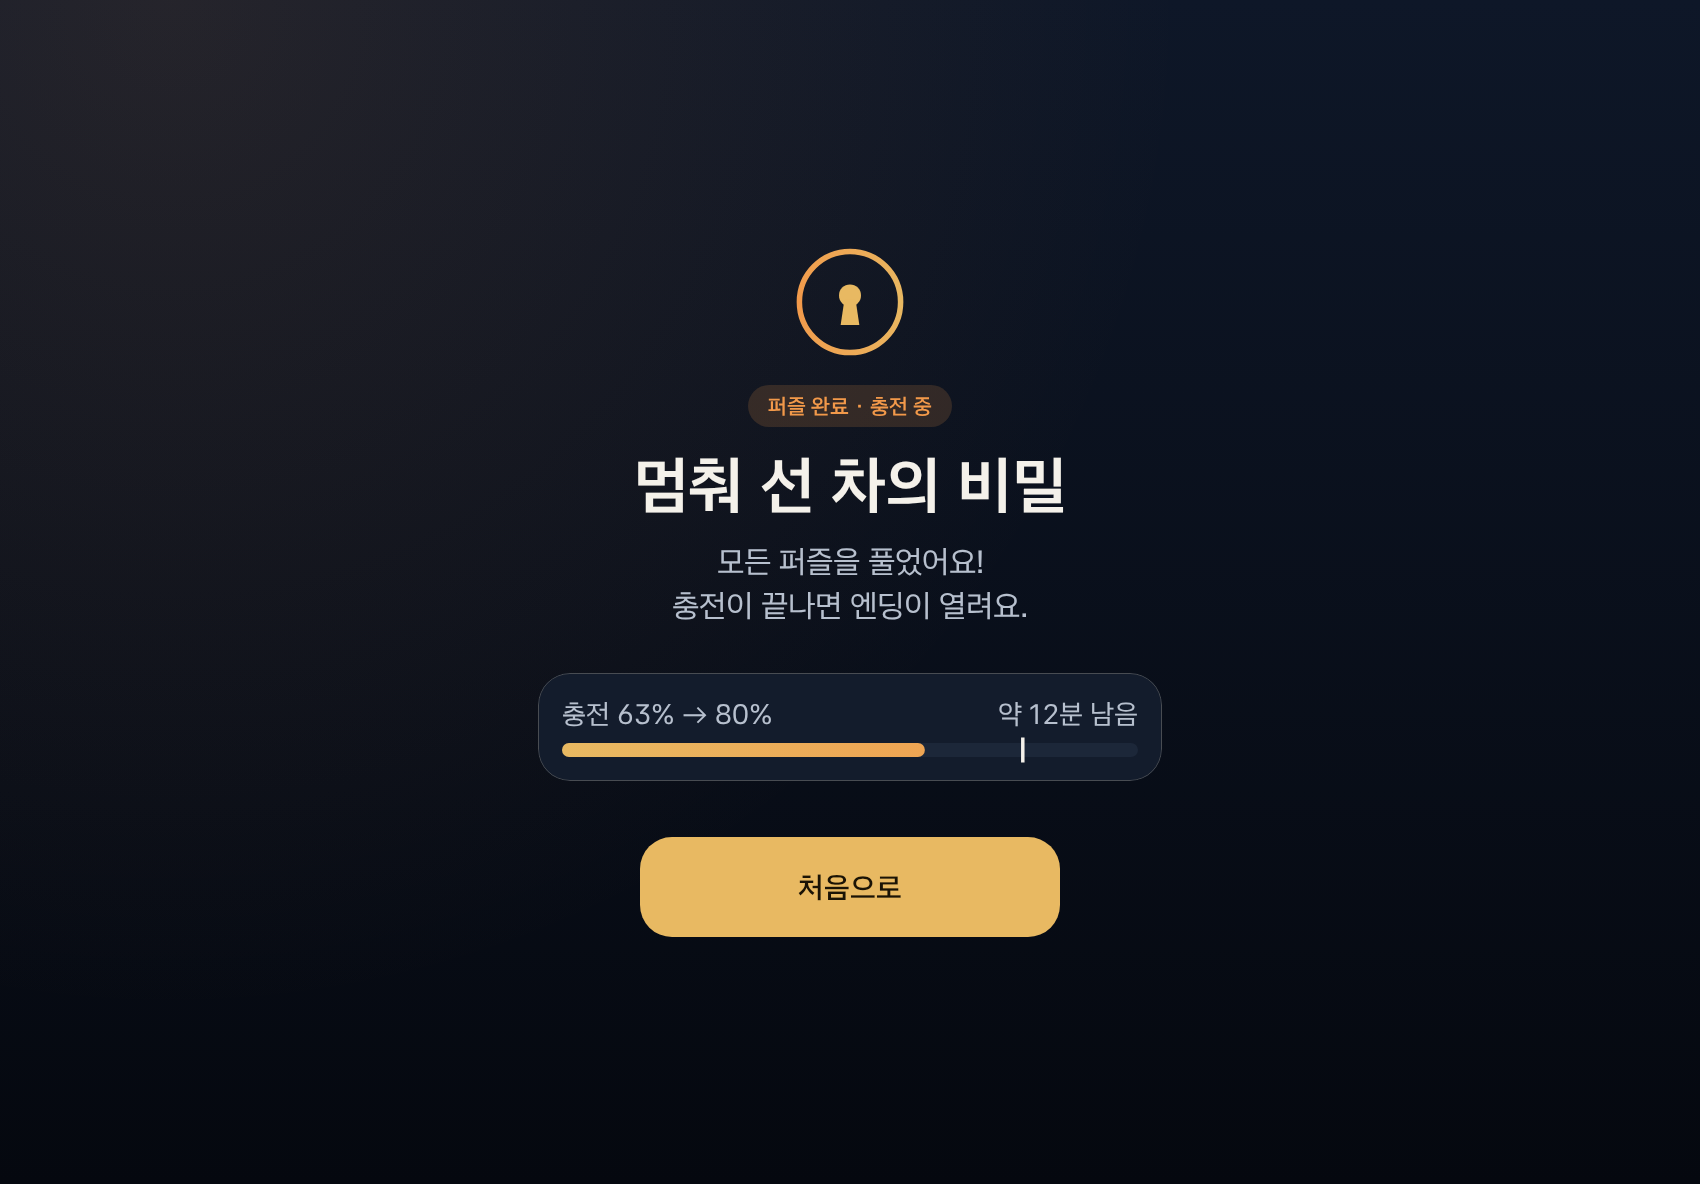 퍼즐 완료 · 충전 중
멈춰 선 차의 비밀
모든 퍼즐을 풀었어요!
충전이 끝나면 엔딩이 열려요.
충전 63% → 80%
약 12분 남음
처음으로